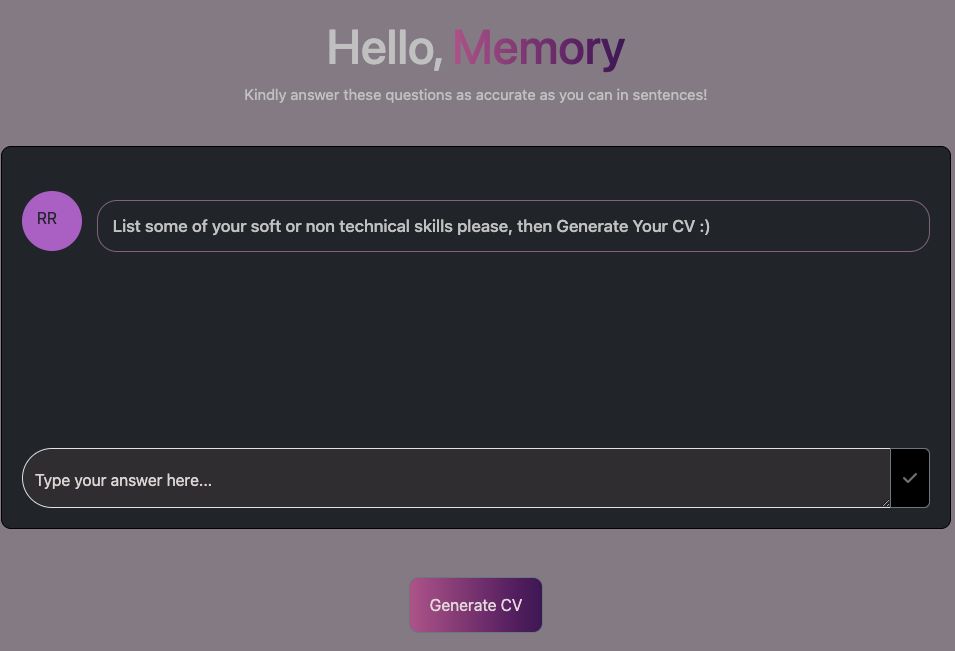 Hello, Memory
Kindly answer these questions as accurate as you can in sentences!
RR
List some of your soft or non technical skills please, then Generate Your CV :)
Type your answer here...
Generate CV